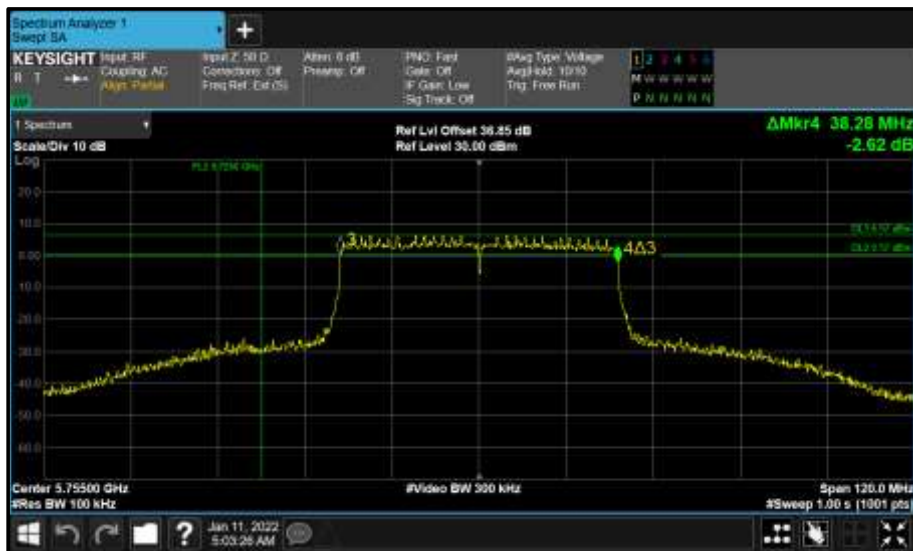 Spectrum Analyzer 1
Swept SA
+
KEYSIGHT
R T
Input: RF
Coupling: AC
Align: Partial
Input Z: 50 Ω
Corrections: Off
Freq Ref: Ext (S)
Atten: 6 dB
Preamp: Off
PNO: Fast
Gate: Off
IF Gain: Low
Sig Track: Off
#Avg Type: Voltage
Avg|Hold: 10/10
Trig: Free Run
1 2 3 4 5 6
M W W W W W
P N N N N N
1 Spectrum
Scale/Div 10 dB
Ref Lvl Offset 36.85 dB
Ref Level 30.00 dBm
ΔMkr4 38.28 MHz
-2.62 dB
Log
20.0
10.0
0.00
-10.0
-20.0
-30.0
-40.0
-50.0
-60.0
3
4Δ3
Center 5.75500 GHz
#Res BW 100 kHz
#Video BW 300 kHz
Span 120.0 MHz
#Sweep 1.00 s (1001 pts)
?
Jan 11, 2022
5:03:26 AM